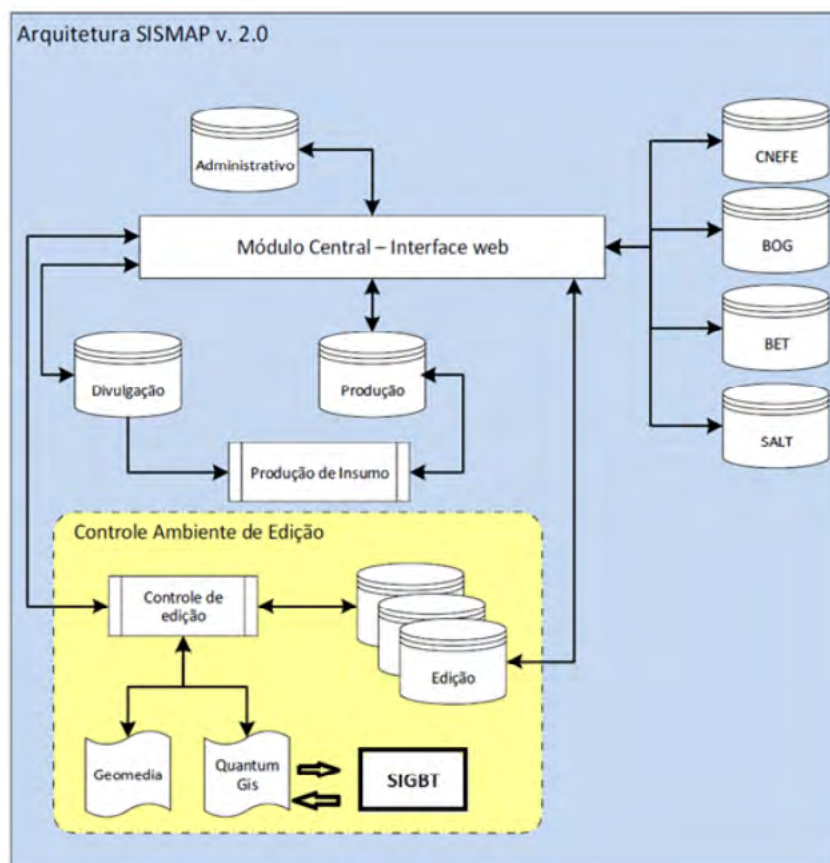 Arquitetura SISMAP v. 2.0
Administrativo
CNEFE
Módulo Central – Interface web
BOG
BET
Divulgação
Produção
SALT
Produção de Insumo
Controle Ambiente de Edição
Controle de
edição
Edição
Geomedia
Quantum
Gis
SIGBT